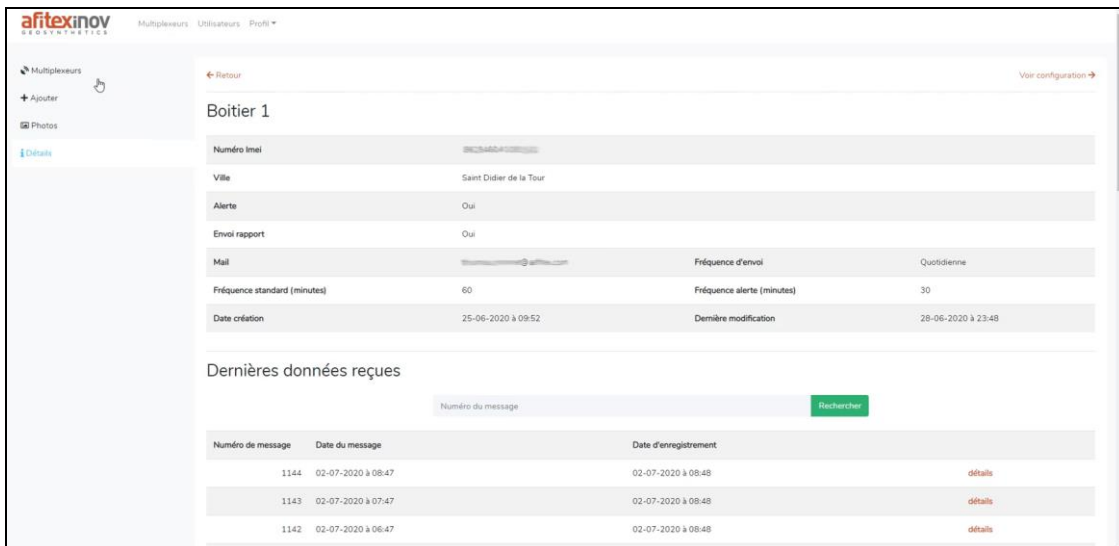 afitexinov
GEOSYNTHETICS
Multiplexeurs Utilisateurs Profil
Multiplexeurs
Ajouter
Photos
Détails
Retour
Voir configuration
Boitier 1
Numéro Imei
Ville Saint Didier de la Tour
Alerte Oui
Envoi rapport Oui
Mail Fréquence d'envoi Quotidienne
Fréquence standard (minutes) 60 Fréquence alerte (minutes) 30
Date création 25-06-2020 à 09:52 Dernière modification 28-06-2020 à 23:48
Dernières données reçues
Numéro du message Rechercher
Numéro de message Date du message Date d'enregistrement
1144 02-07-2020 à 08:47 02-07-2020 à 08:48 détails
1143 02-07-2020 à 07:47 02-07-2020 à 08:48 détails
1142 02-07-2020 à 06:47 02-07-2020 à 08:48 détails